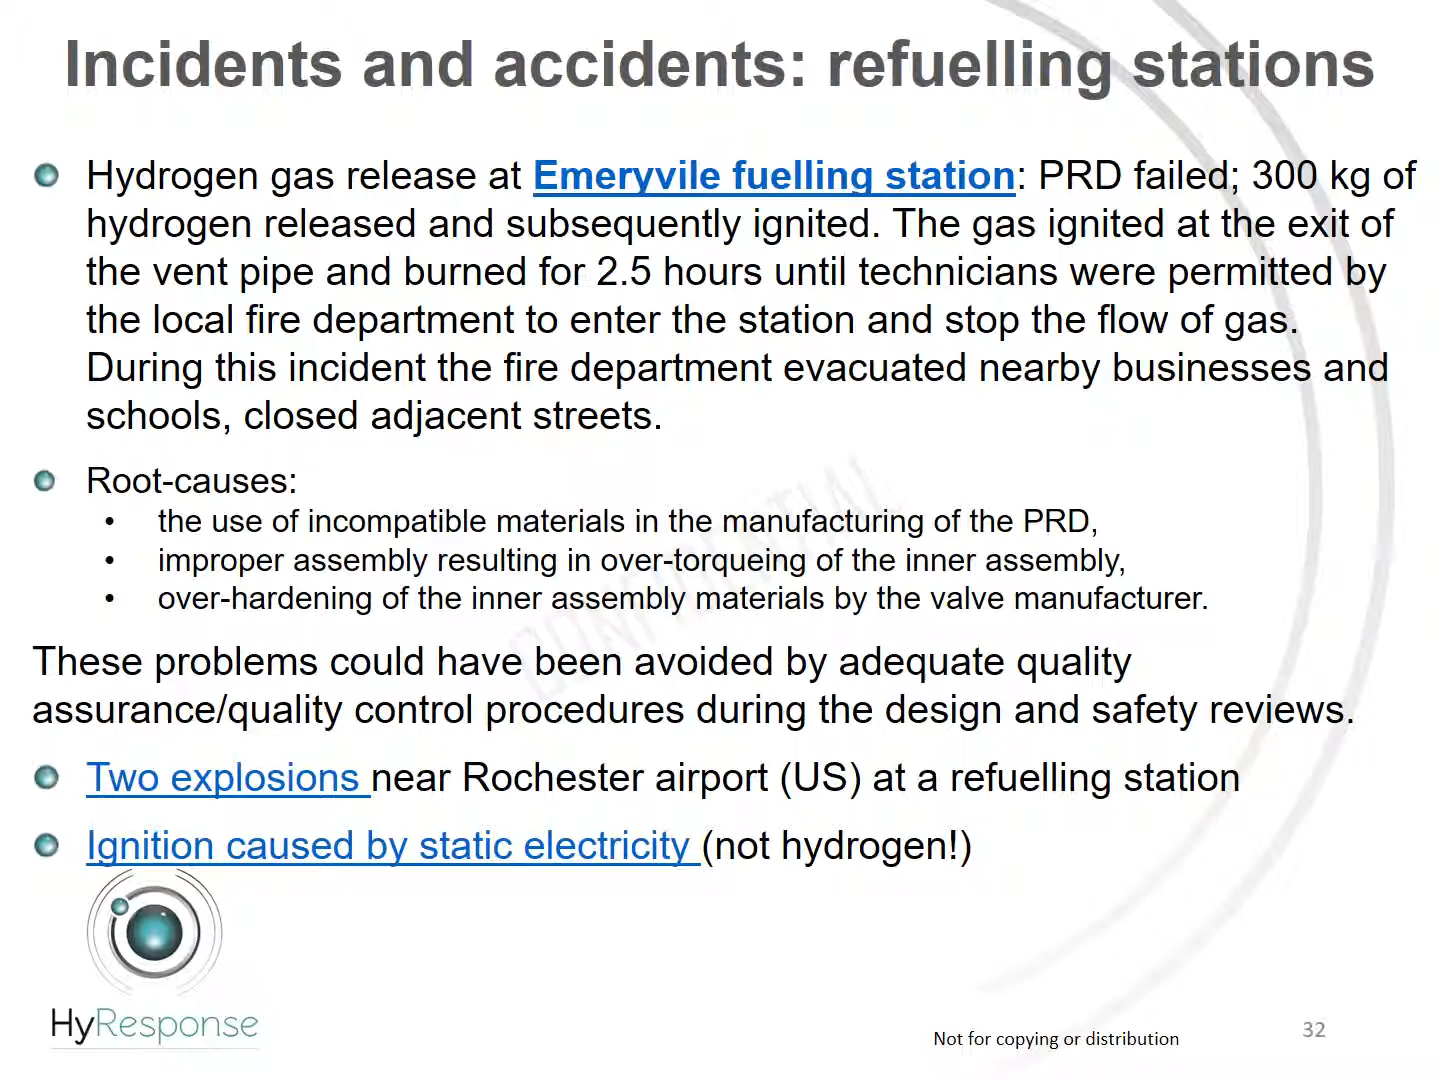 Incidents and accidents: refuelling stations
Hydrogen gas release at Emeryvile fuelling station: PRD failed; 300 kg of
hydrogen released and subsequently ignited. The gas ignited at the exit of
the vent pipe and burned for 2.5 hours until technicians were permitted by
the local fire department to enter the station and stop the flow of gas.
During this incident the fire department evacuated nearby businesses and
schools, closed adjacent streets.
Root-causes:
• the use of incompatible materials in the manufacturing of the PRD,
• improper assembly resulting in over-torqueing of the inner assembly,
• over-hardening of the inner assembly materials by the valve manufacturer.
CONFIDENTIAL
These problems could have been avoided by adequate quality
assurance/quality control procedures during the design and safety reviews.
Two explosions near Rochester airport (US) at a refuelling station
Ignition caused by static electricity (not hydrogen!)
HyResponse
Not for copying or distribution
32